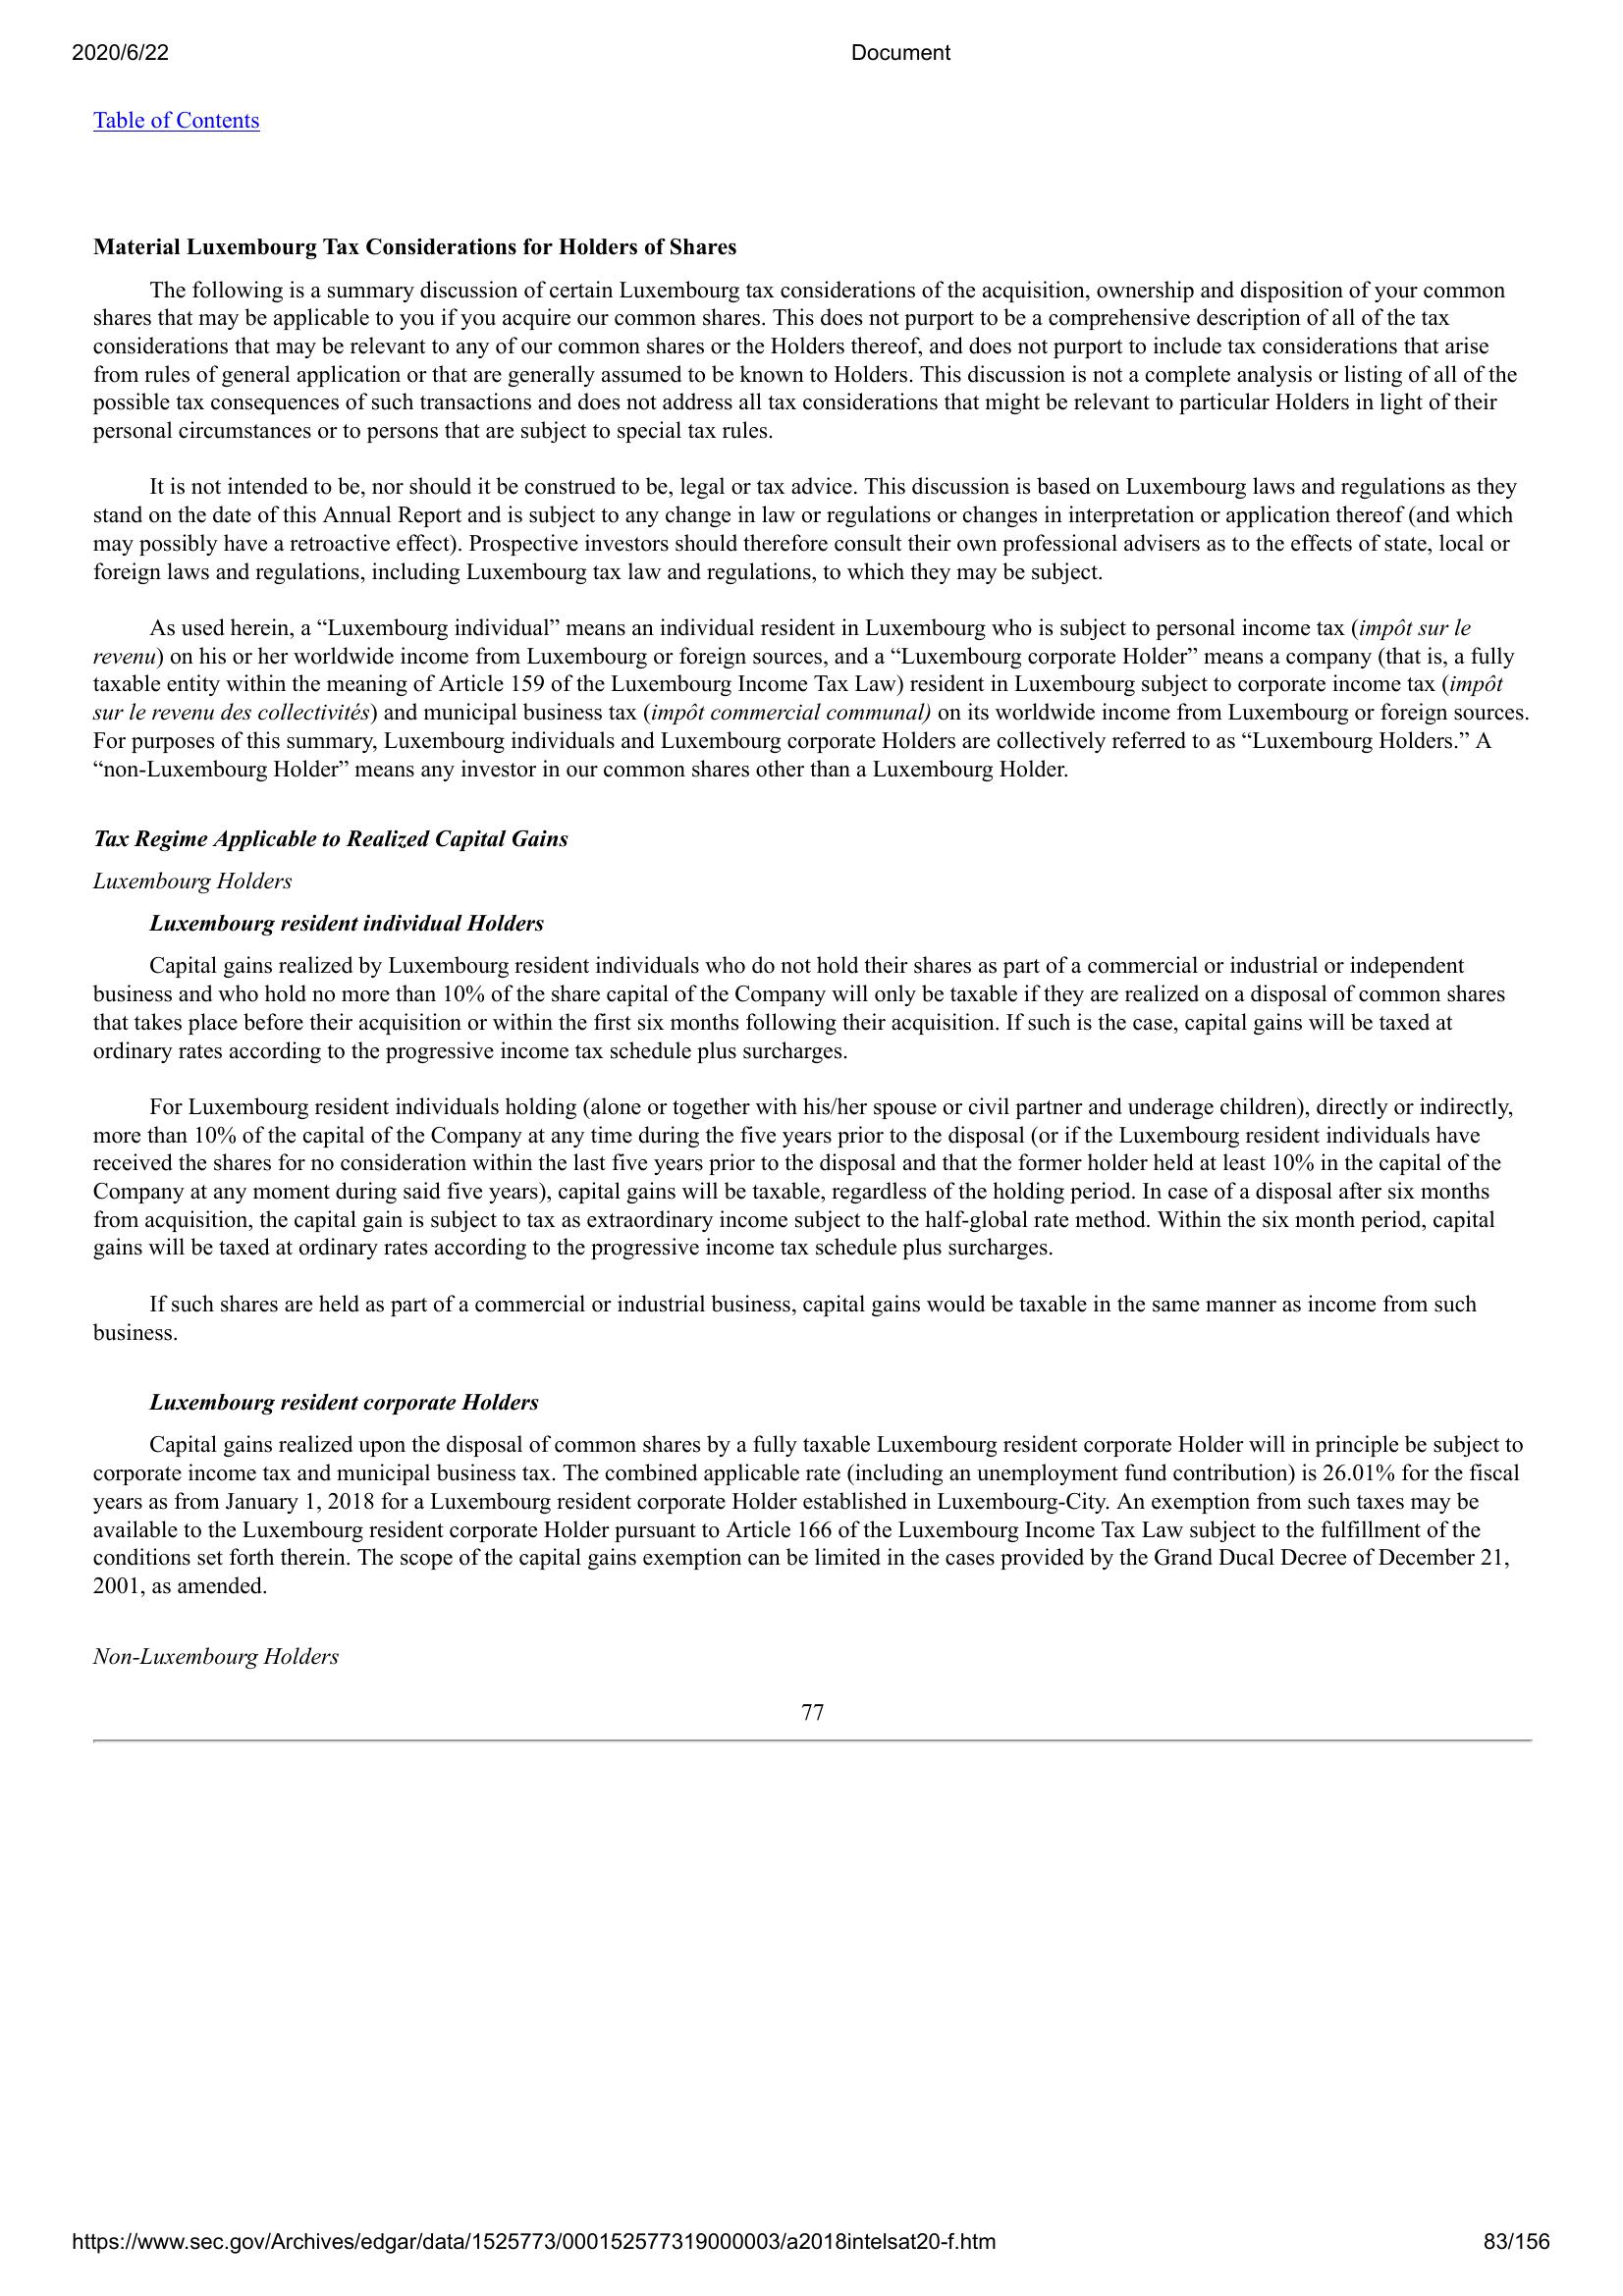 2020/6/22 Document
Table of Contents
Material Luxembourg Tax Considerations for Holders of Shares
The following is a summary discussion of certain Luxembourg tax considerations of the acquisition, ownership and disposition of your common
shares that may be applicable to you if you acquire our common shares. This does not purport to be a comprehensive description of all of the tax
considerations that may be relevant to any of our common shares or the Holders thereof, and does not purport to include tax considerations that arise
from rules of general application or that are generally assumed to be known to Holders. This discussion is not a complete analysis or listing of all of the
possible tax consequences of such transactions and does not address all tax considerations that might be relevant to particular Holders in light of their
personal circumstances or to persons that are subject to special tax rules.
It is not intended to be, nor should it be construed to be, legal or tax advice. This discussion is based on Luxembourg laws and regulations as they
stand on the date of this Annual Report and is subject to any change in law or regulations or changes in interpretation or application thereof (and which
may possibly have a retroactive effect). Prospective investors should therefore consult their own professional advisers as to the effects of state, local or
foreign laws and regulations, including Luxembourg tax law and regulations, to which they may be subject.
As used herein, a “Luxembourg individual” means an individual resident in Luxembourg who is subject to personal income tax (impôt sur le
revenu) on his or her worldwide income from Luxembourg or foreign sources, and a “Luxembourg corporate Holder” means a company (that is, a fully
taxable entity within the meaning of Article 159 of the Luxembourg Income Tax Law) resident in Luxembourg subject to corporate income tax (impôt
sur le revenu des collectivités) and municipal business tax (impôt commercial communal) on its worldwide income from Luxembourg or foreign sources.
For purposes of this summary, Luxembourg individuals and Luxembourg corporate Holders are collectively referred to as “Luxembourg Holders.” A
“non-Luxembourg Holder” means any investor in our common shares other than a Luxembourg Holder.
Tax Regime Applicable to Realized Capital Gains
Luxembourg Holders
Luxembourg resident individual Holders
Capital gains realized by Luxembourg resident individuals who do not hold their shares as part of a commercial or industrial or independent
business and who hold no more than 10% of the share capital of the Company will only be taxable if they are realized on a disposal of common shares
that takes place before their acquisition or within the first six months following their acquisition. If such is the case, capital gains will be taxed at
ordinary rates according to the progressive income tax schedule plus surcharges.
For Luxembourg resident individuals holding (alone or together with his/her spouse or civil partner and underage children), directly or indirectly,
more than 10% of the capital of the Company at any time during the five years prior to the disposal (or if the Luxembourg resident individuals have
received the shares for no consideration within the last five years prior to the disposal and that the former holder held at least 10% in the capital of the
Company at any moment during said five years), capital gains will be taxable, regardless of the holding period. In case of a disposal after six months
from acquisition, the capital gain is subject to tax as extraordinary income subject to the half-global rate method. Within the six month period, capital
gains will be taxed at ordinary rates according to the progressive income tax schedule plus surcharges.
If such shares are held as part of a commercial or industrial business, capital gains would be taxable in the same manner as income from such
business.
Luxembourg resident corporate Holders
Capital gains realized upon the disposal of common shares by a fully taxable Luxembourg resident corporate Holder will in principle be subject to
corporate income tax and municipal business tax. The combined applicable rate (including an unemployment fund contribution) is 26.01% for the fiscal
years as from January 1, 2018 for a Luxembourg resident corporate Holder established in Luxembourg-City. An exemption from such taxes may be
available to the Luxembourg resident corporate Holder pursuant to Article 166 of the Luxembourg Income Tax Law subject to the fulfillment of the
conditions set forth therein. The scope of the capital gains exemption can be limited in the cases provided by the Grand Ducal Decree of December 21,
2001, as amended.
Non-Luxembourg Holders
77
https://www.sec.gov/Archives/edgar/data/1525773/000152577319000003/a2018intelsat20-f.htm 83/156